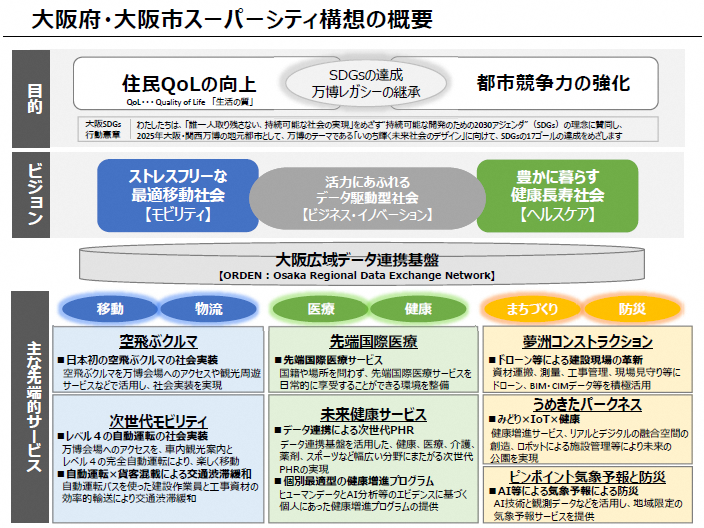 大阪府・大阪市スーパーシティ構想の概要
目的
住民QoLの向上
QoL・・・Quality of Life 「生活の質」
SDGsの達成
万博レガシーの継承
都市競争力の強化
大阪SDGs
行動憲章
わたしたちは、「誰一人取り残さない、持続可能な社会の実現」をめざす"持続可能な開発のための2030アジェンダ"（SDGs）の理念に賛同し、
2025年大阪・関西万博の地元都市として、万博のテーマである「いのち輝く未来社会のデザイン」に向けて、SDGsの17ゴールの達成をめざします
ビジョン
ストレスフリーな
最適移動社会
【モビリティ】
活力にあふれる
データ駆動型社会
【ビジネス・イノベーション】
豊かに暮らす
健康長寿社会
【ヘルスケア】
大阪広域データ連携基盤
【ORDEN：Osaka Regional Data Exchange Network】
主な先端的サービス
移動
物流
医療
健康
まちづくり
防災
空飛ぶクルマ
■日本初の空飛ぶクルマの社会実装
空飛ぶクルマを万博会場へのアクセスや観光周遊
サービスなどで活用し、社会実装を実現
次世代モビリティ
■レベル４の自動運転の社会実装
万博会場へのアクセスを、車内観光案内と
レベル４の完全自動運転により、楽しく移動
■自動運転×貨客混載による交通渋滞緩和
自動運転バスを使った建設作業員と工事資材の
効率的輸送により交通渋滞緩和
先端国際医療
■先端国際医療サービス
国籍や場所を問わず、先端国際医療サービスを
日常的に享受することができる環境を整備
未来健康サービス
■データ連携による次世代PHR
データ連携基盤を活用した、健康、医療、介護、
薬剤、スポーツなど幅広い分野にまたがる次世代
PHRの実現
■個別最適型の健康増進プログラム
ヒューマンデータとAI分析等のエビデンスに基づく
個人にあった健康増進プログラムの提供
夢洲コンストラクション
■ドローン等による建設現場の革新
資材運搬、測量、工事管理、現場見守り等に
ドローン、BIM・CIMデータ等を積極活用
うめきたパークネス
■みどり×IoT×健康
健康増進サービス、リアルとデジタルの融合空間の
創造、ロボットによる施設管理等により未来の
公園を実現
ピンポイント気象予報と防災
■AI等による気象予報による防災
AI技術と観測データなどを活用し、地域限定の
気象予報サービスを提供